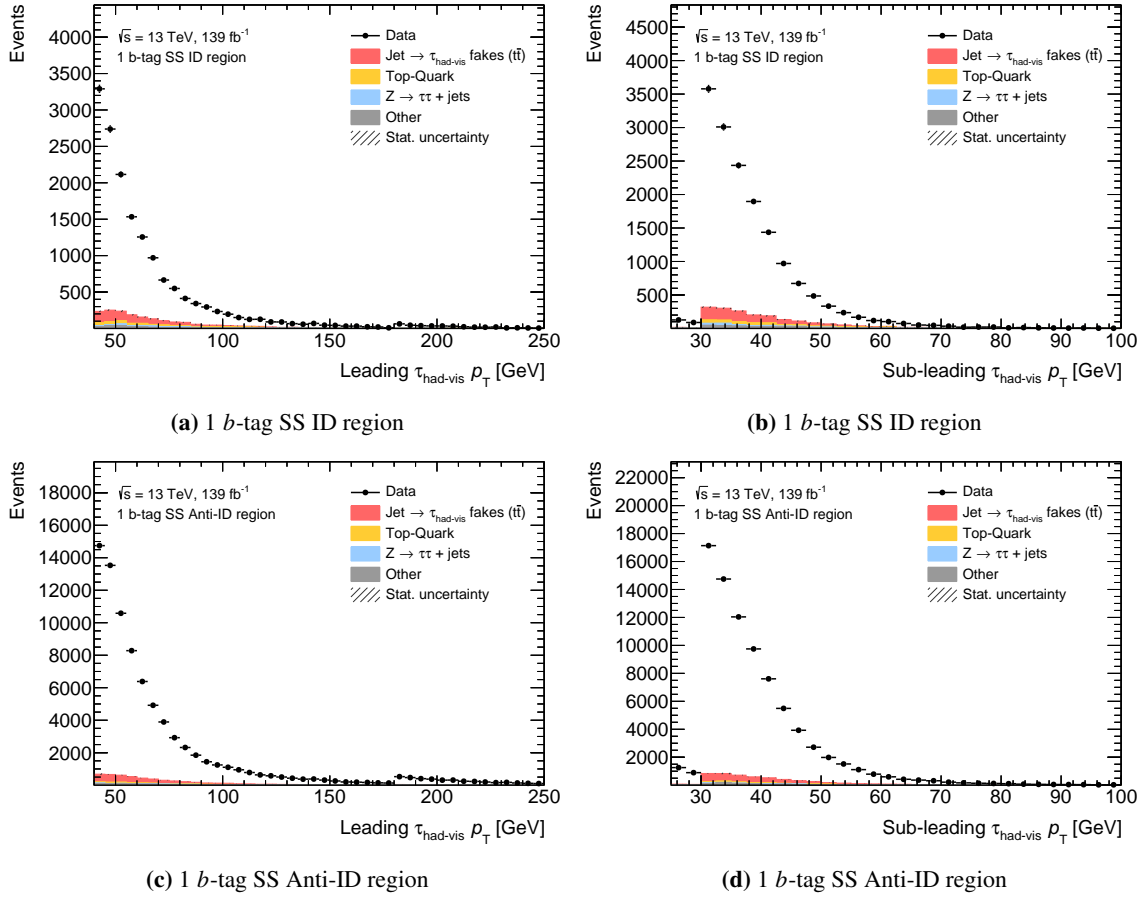 Events
4000
3500
3000
2500
2000
1500
1000
500
√s = 13 TeV, 139 fb⁻¹
1 b-tag SS ID region
Data
Jet → τhad-vis fakes (tt̄)
Top-Quark
Z → ττ + jets
Other
Stat. uncertainty
50 100 150 200 250
Leading τhad-vis pT [GeV]
(a) 1 b-tag SS ID region
Events
4500
4000
3500
3000
2500
2000
1500
1000
500
√s = 13 TeV, 139 fb⁻¹
1 b-tag SS ID region
Data
Jet → τhad-vis fakes (tt̄)
Top-Quark
Z → ττ + jets
Other
Stat. uncertainty
30 40 50 60 70 80 90 100
Sub-leading τhad-vis pT [GeV]
(b) 1 b-tag SS ID region
Events
18000
16000
14000
12000
10000
8000
6000
4000
2000
√s = 13 TeV, 139 fb⁻¹
1 b-tag SS Anti-ID region
Data
Jet → τhad-vis fakes (tt̄)
Top-Quark
Z → ττ + jets
Other
Stat. uncertainty
50 100 150 200 250
Leading τhad-vis pT [GeV]
(c) 1 b-tag SS Anti-ID region
Events
22000
20000
18000
16000
14000
12000
10000
8000
6000
4000
2000
√s = 13 TeV, 139 fb⁻¹
1 b-tag SS Anti-ID region
Data
Jet → τhad-vis fakes (tt̄)
Top-Quark
Z → ττ + jets
Other
Stat. uncertainty
30 40 50 60 70 80 90 100
Sub-leading τhad-vis pT [GeV]
(d) 1 b-tag SS Anti-ID region